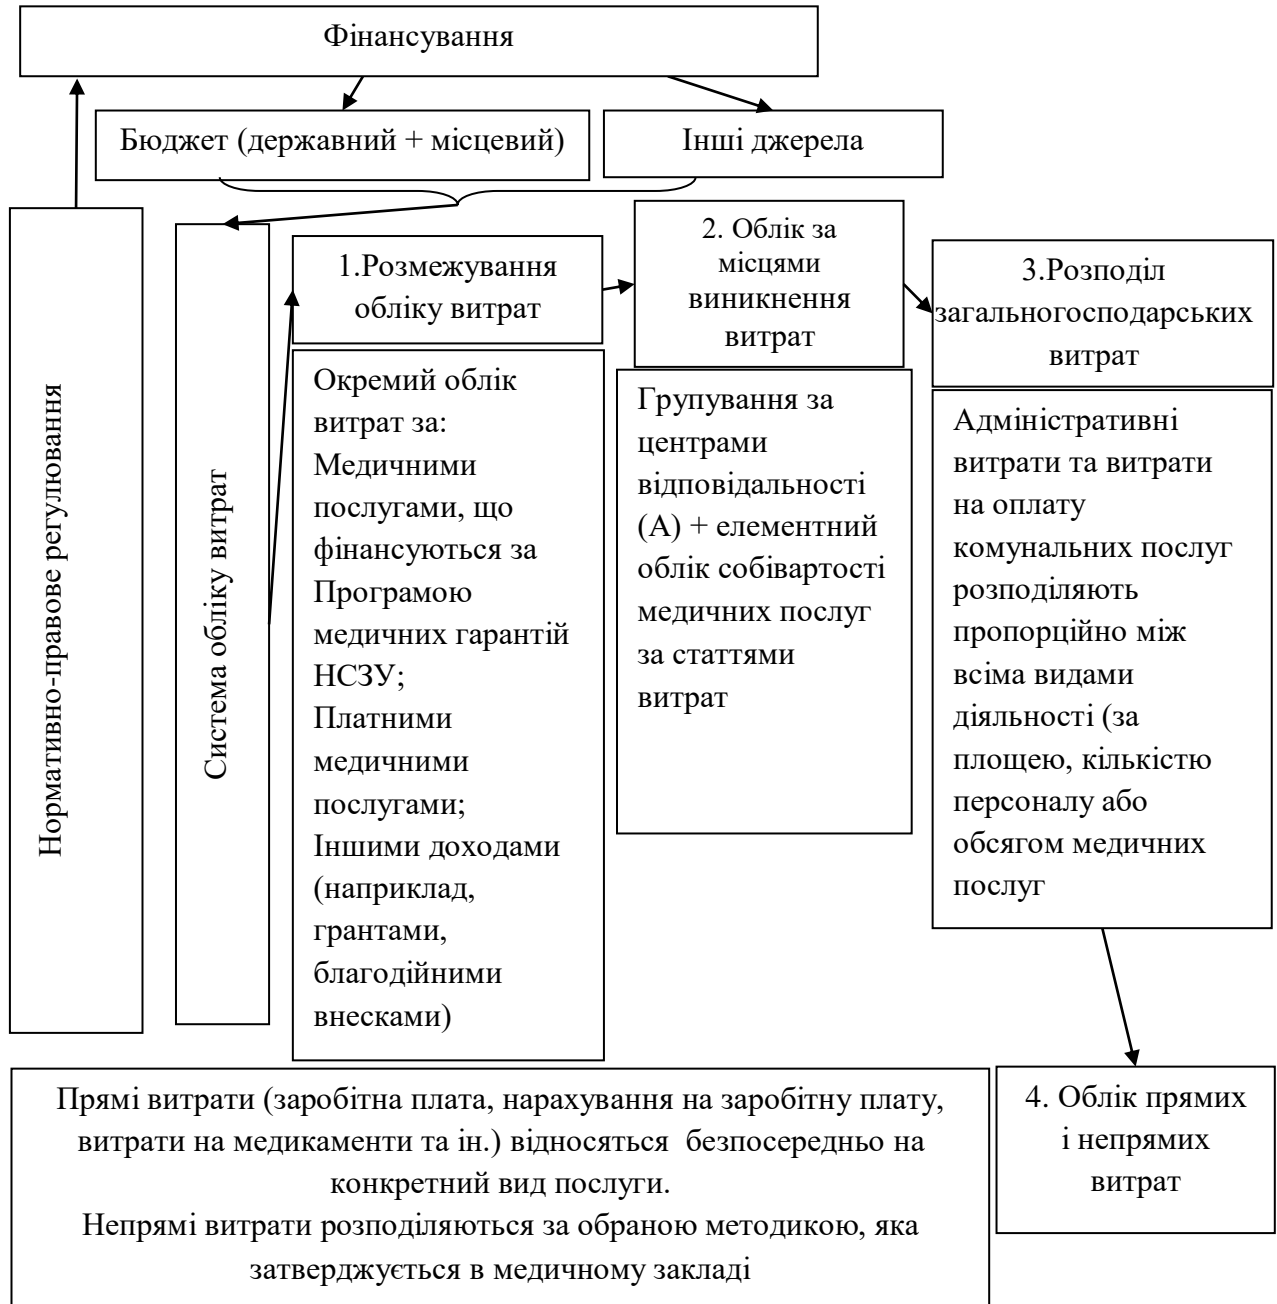 Фінансування
Бюджет (державний + місцевий)
Інші джерела
Нормативно-правове регулювання
Система обліку витрат
1.Розмежування
обліку витрат
Окремий облік
витрат за:
Медичними
послугами, що
фінансуються за
Програмою
медичних гарантій
НСЗУ;
Платними
медичними
послугами;
Іншими доходами
(наприклад,
грантами,
благодійними
внесками)
2. Облік за
місцями
виникнення
витрат
Групування за
центрами
відповідальності
(А) + елементний
облік собівартості
медичних послуг
за статтями
витрат
3.Розподіл
загальногосподарських
витрат
Адміністративні
витрати та витрати
на оплату
комунальних послуг
розподіляють
пропорційно між
всіма видами
діяльності (за
площею, кількістю
персоналу або
обсягом медичних
послуг
4. Облік прямих
і непрямих
витрат
Прямі витрати (заробітна плата, нарахування на заробітну плату,
витрати на медикаменти та ін.) відносяться безпосередньо на
конкретний вид послуги.
Непрямі витрати розподіляються за обраною методикою, яка
затверджується в медичному закладі